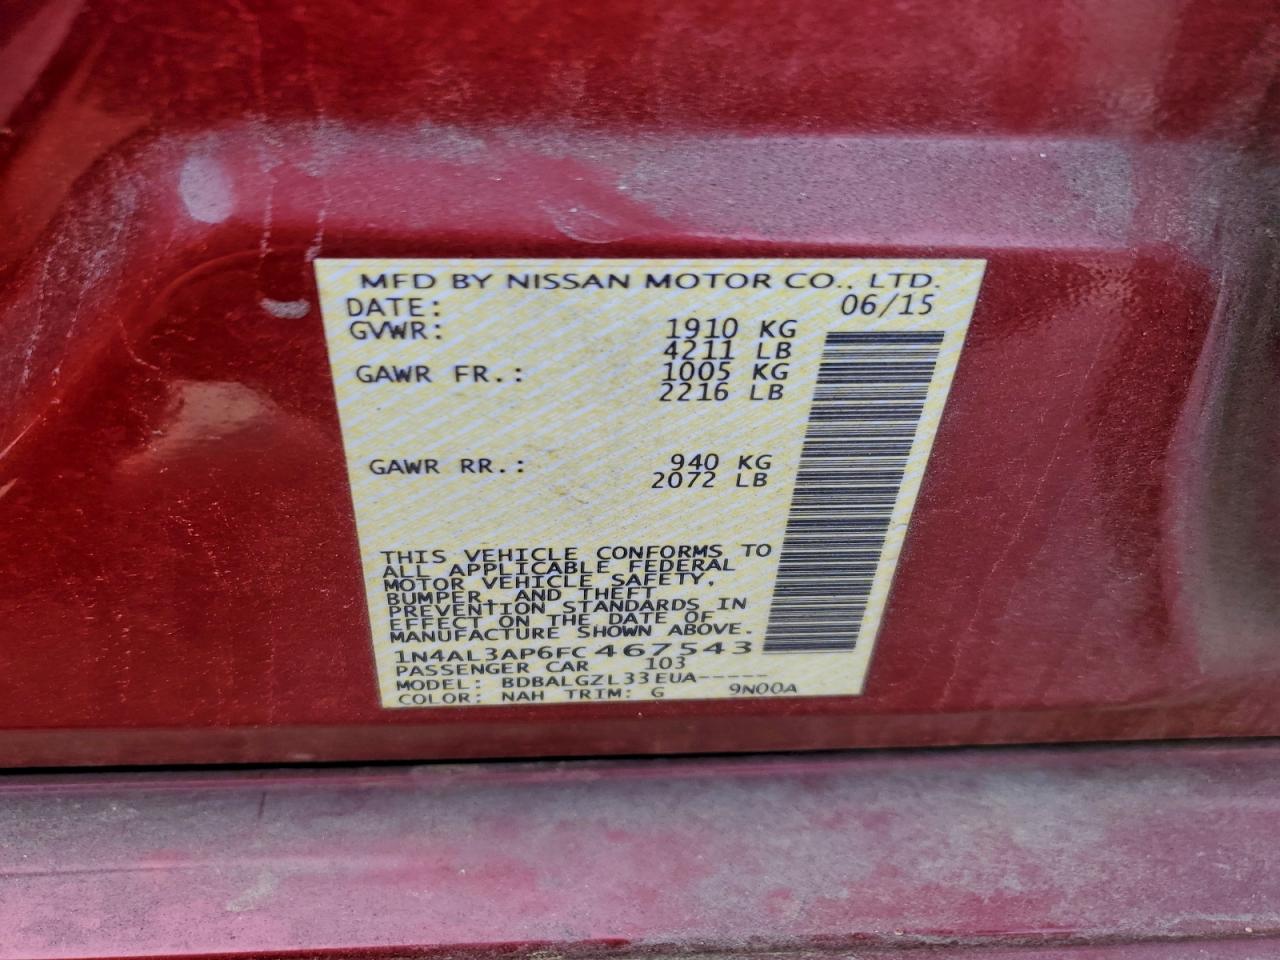 MFD BY NISSAN MOTOR CO., LTD.
DATE: 06/15
GVWR: 1910 KG
4211 LB
GAWR FR.: 1005 KG
2216 LB
GAWR RR.: 940 KG
2072 LB
THIS VEHICLE CONFORMS TO
ALL APPLICABLE FEDERAL
MOTOR VEHICLE SAFETY,
BUMPER, AND THEFT
PREVENTION STANDARDS IN
EFFECT ON THE DATE OF
MANUFACTURE SHOWN ABOVE.
1N4AL3AP6FC467543
PASSENGER CAR 103
MODEL: BDBALGZL33EUA-----
COLOR: NAH TRIM: G 9N00A